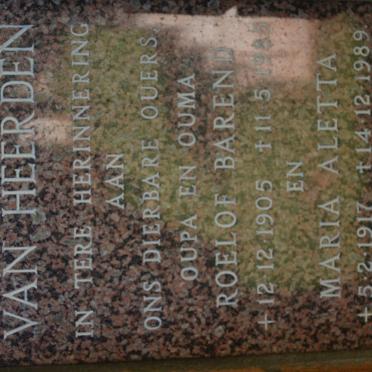 VAN HEERDEN
IN TERE HERINNERING
AAN
ONS DIERBARE OUERS.
OUPA EN OUMA
ROELOF BAREND
+12.12.1905 +11.5.
EN
MARIA ALETTA
+5.2.1917 +14.12.1989